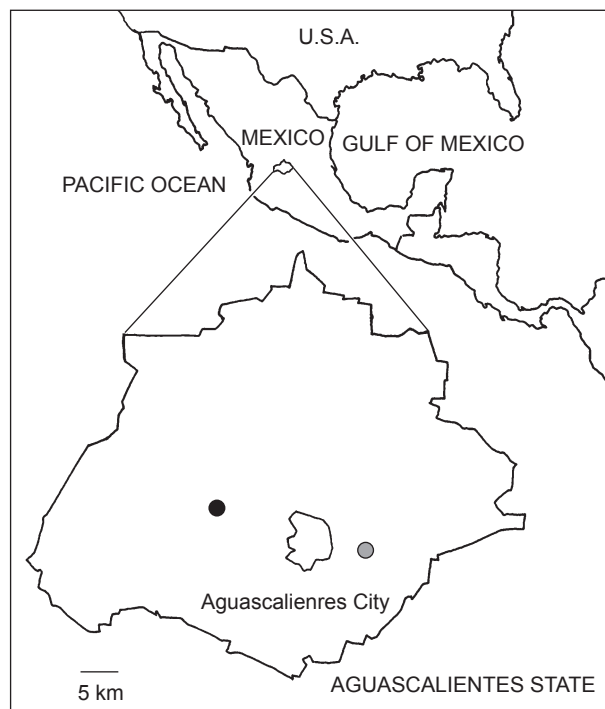 U.S.A.
MEXICO
GULF OF MEXICO
PACIFIC OCEAN
Aguascalienres City
5 km
AGUASCALIENTES STATE